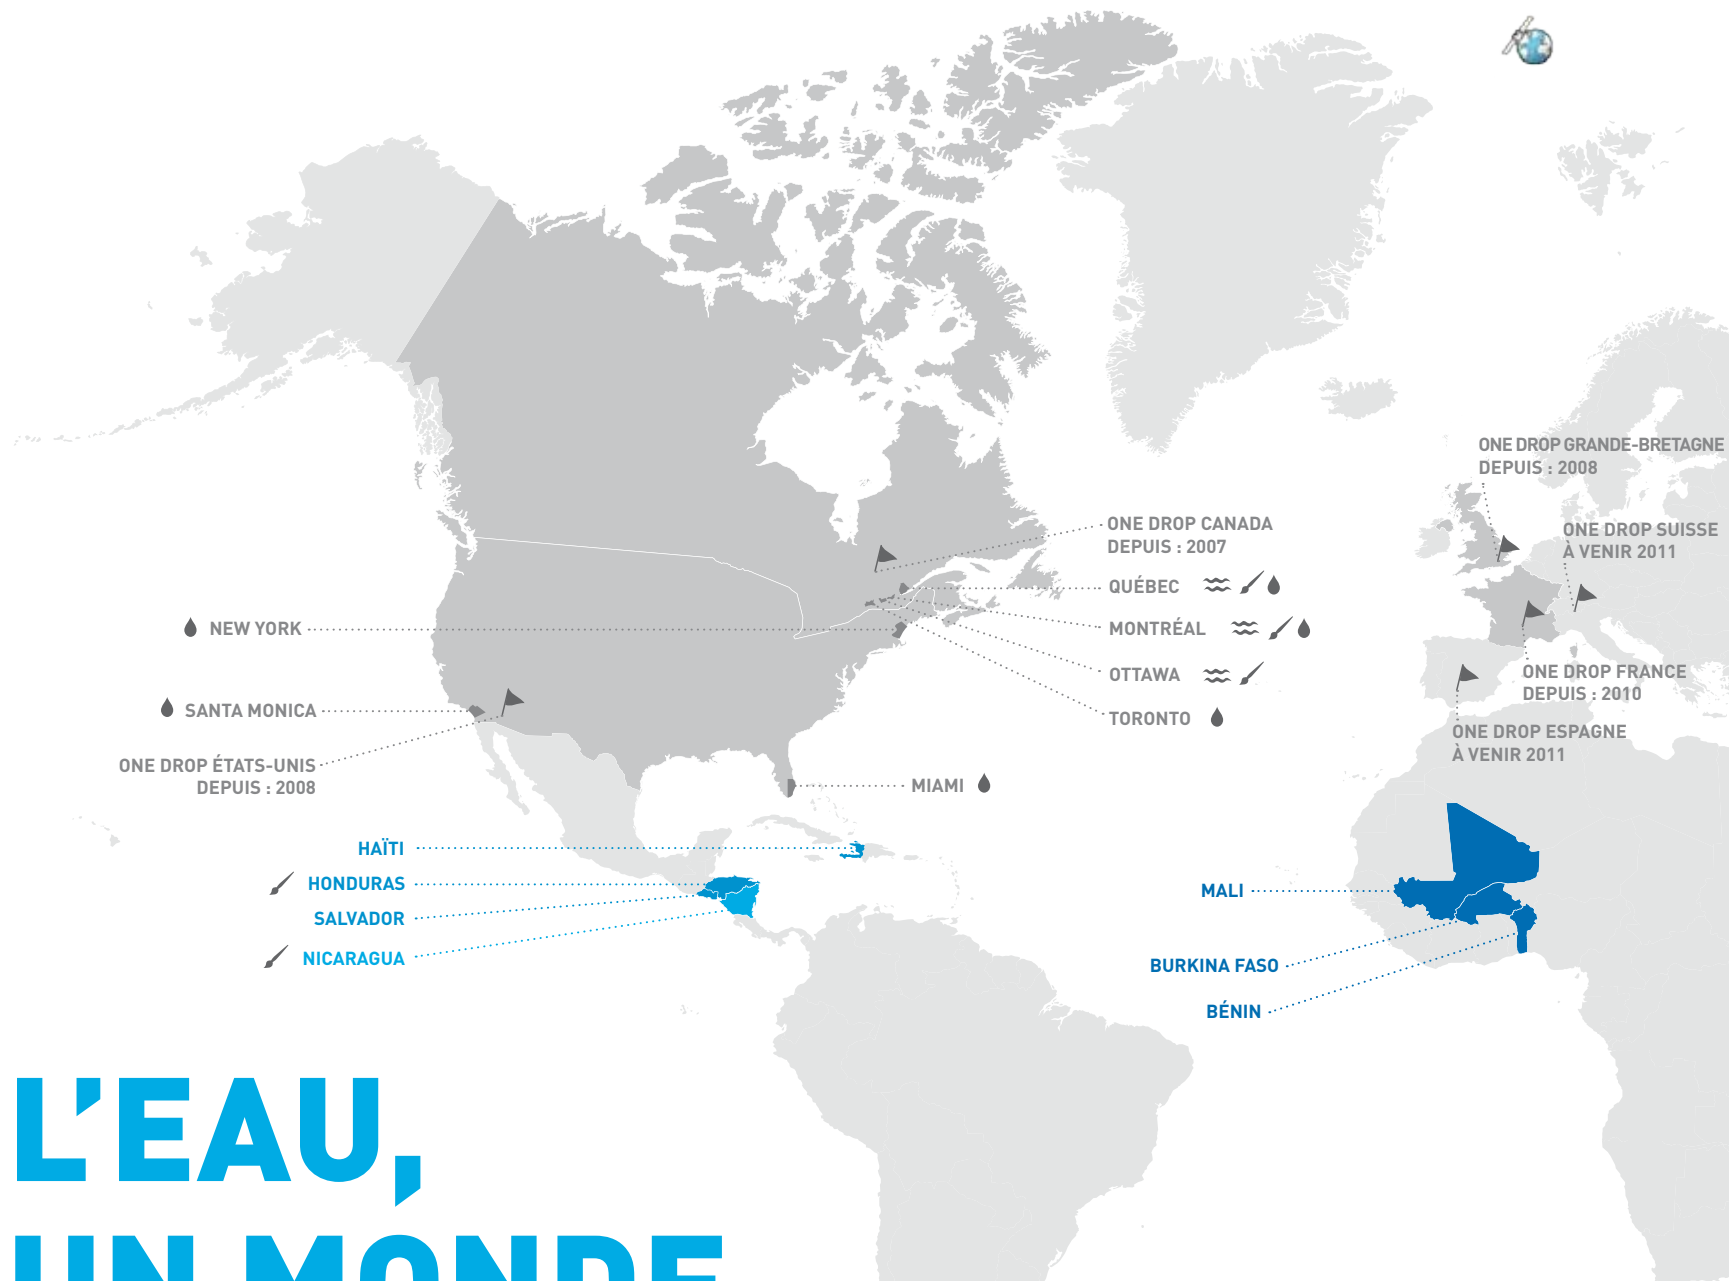 ONE DROP GRANDE-BRETAGNE
DEPUIS : 2008
ONE DROP CANADA
DEPUIS : 2007
ONE DROP SUISSE
À VENIR 2011
QUÉBEC
NEW YORK
MONTRÉAL
OTTAWA
ONE DROP FRANCE
DEPUIS : 2010
SANTA MONICA
TORONTO
ONE DROP ESPAGNE
À VENIR 2011
ONE DROP ÉTATS-UNIS
DEPUIS : 2008
MIAMI
HAÏTI
HONDURAS
MALI
SALVADOR
NICARAGUA
BURKINA FASO
BÉNIN
L'EAU,
UN MONDE